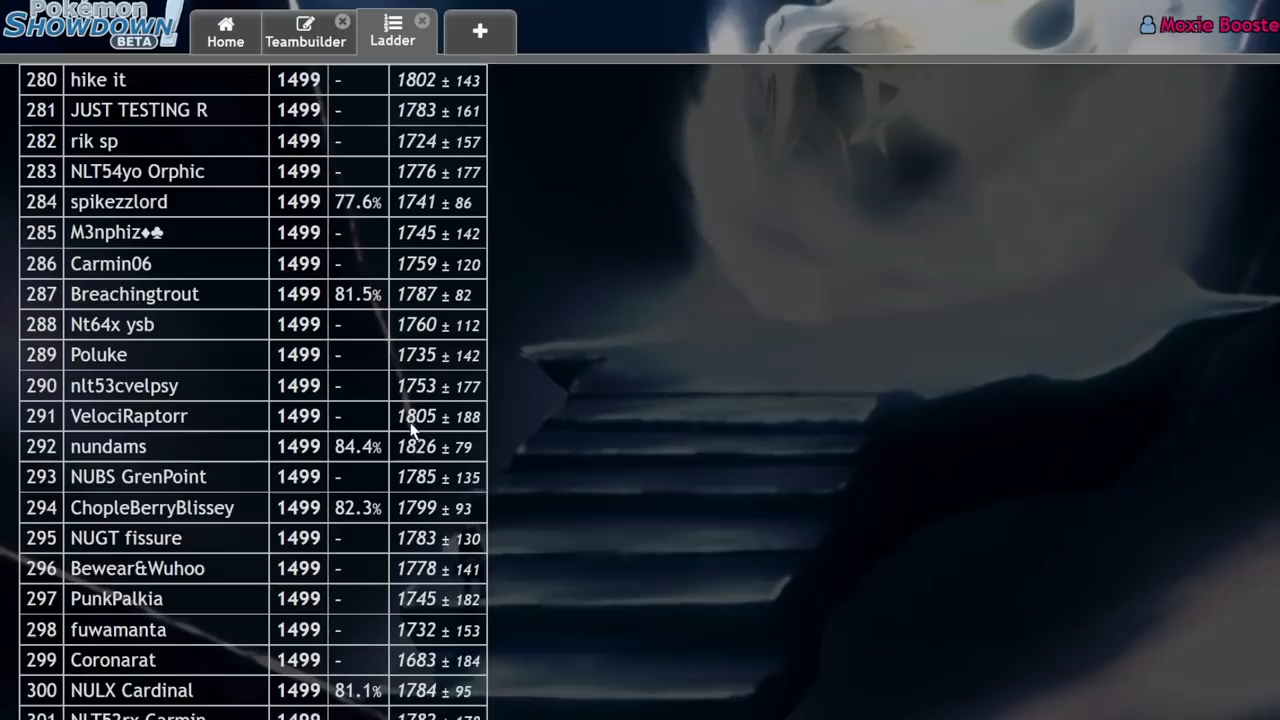 Pokémon
SHOWDOWN!
BETA
Home
Teambuilder
Ladder
Moxie Booste
280 hike it 1499 - 1802 ± 143
281 JUST TESTING R 1499 - 1783 ± 161
282 rik sp 1499 - 1724 ± 157
283 NLT54yo Orphic 1499 - 1776 ± 177
284 spikezzlord 1499 77.6% 1741 ± 86
285 M3nphiz♦♣ 1499 - 1745 ± 142
286 Carmin06 1499 - 1759 ± 120
287 Breachingtrout 1499 81.5% 1787 ± 82
288 Nt64x ysb 1499 - 1760 ± 112
289 Poluke 1499 - 1735 ± 142
290 nlt53cvelpsy 1499 - 1753 ± 177
291 VelociRaptorr 1499 - 1805 ± 188
292 nundams 1499 84.4% 1826 ± 79
293 NUBS GrenPoint 1499 - 1785 ± 135
294 ChopleBerryBlissey 1499 82.3% 1799 ± 93
295 NUGT fissure 1499 - 1783 ± 130
296 Bewear&Wuhoo 1499 - 1778 ± 141
297 PunkPalkia 1499 - 1745 ± 182
298 fuwamanta 1499 - 1732 ± 153
299 Coronarat 1499 - 1683 ± 184
300 NULX Cardinal 1499 81.1% 1784 ± 95
301 NLT52rx Carmin 1499 - 1782 ± 178